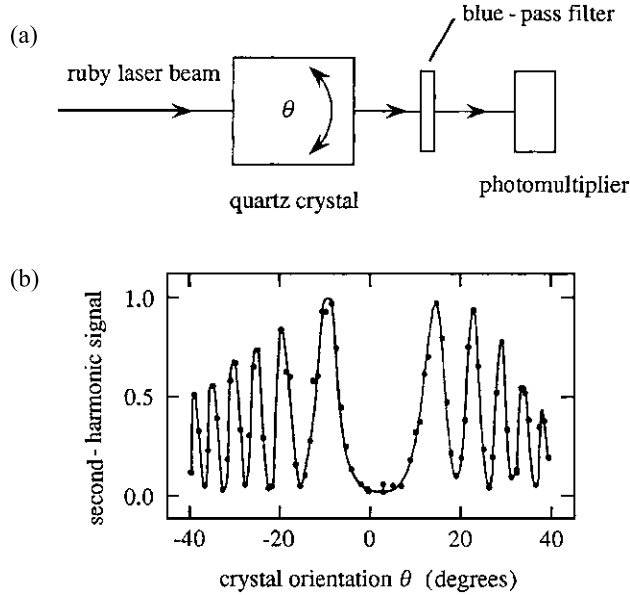 (a)
blue - pass filter
ruby laser beam
θ
quartz crystal
photomultiplier
(b)
second - harmonic signal
1.0
0.5
0.0
-40 -20 0 20 40
crystal orientation θ (degrees)